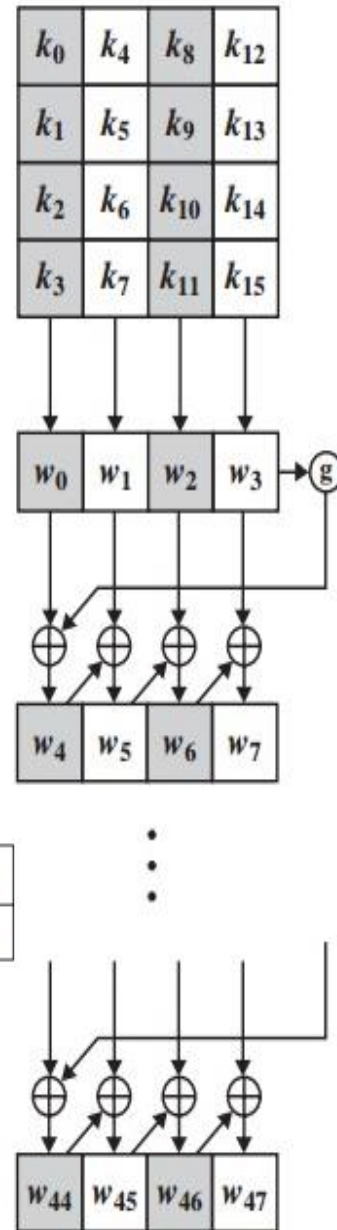 k₀ k₄ k₈ k₁₂
k₁ k₅ k₉ k₁₃
k₂ k₆ k₁₀ k₁₄
k₃ k₇ k₁₁ k₁₅
w₀ w₁ w₂ w₃ g
w₄ w₅ w₆ w₇
w₄₄ w₄₅ w₄₆ w₄₇